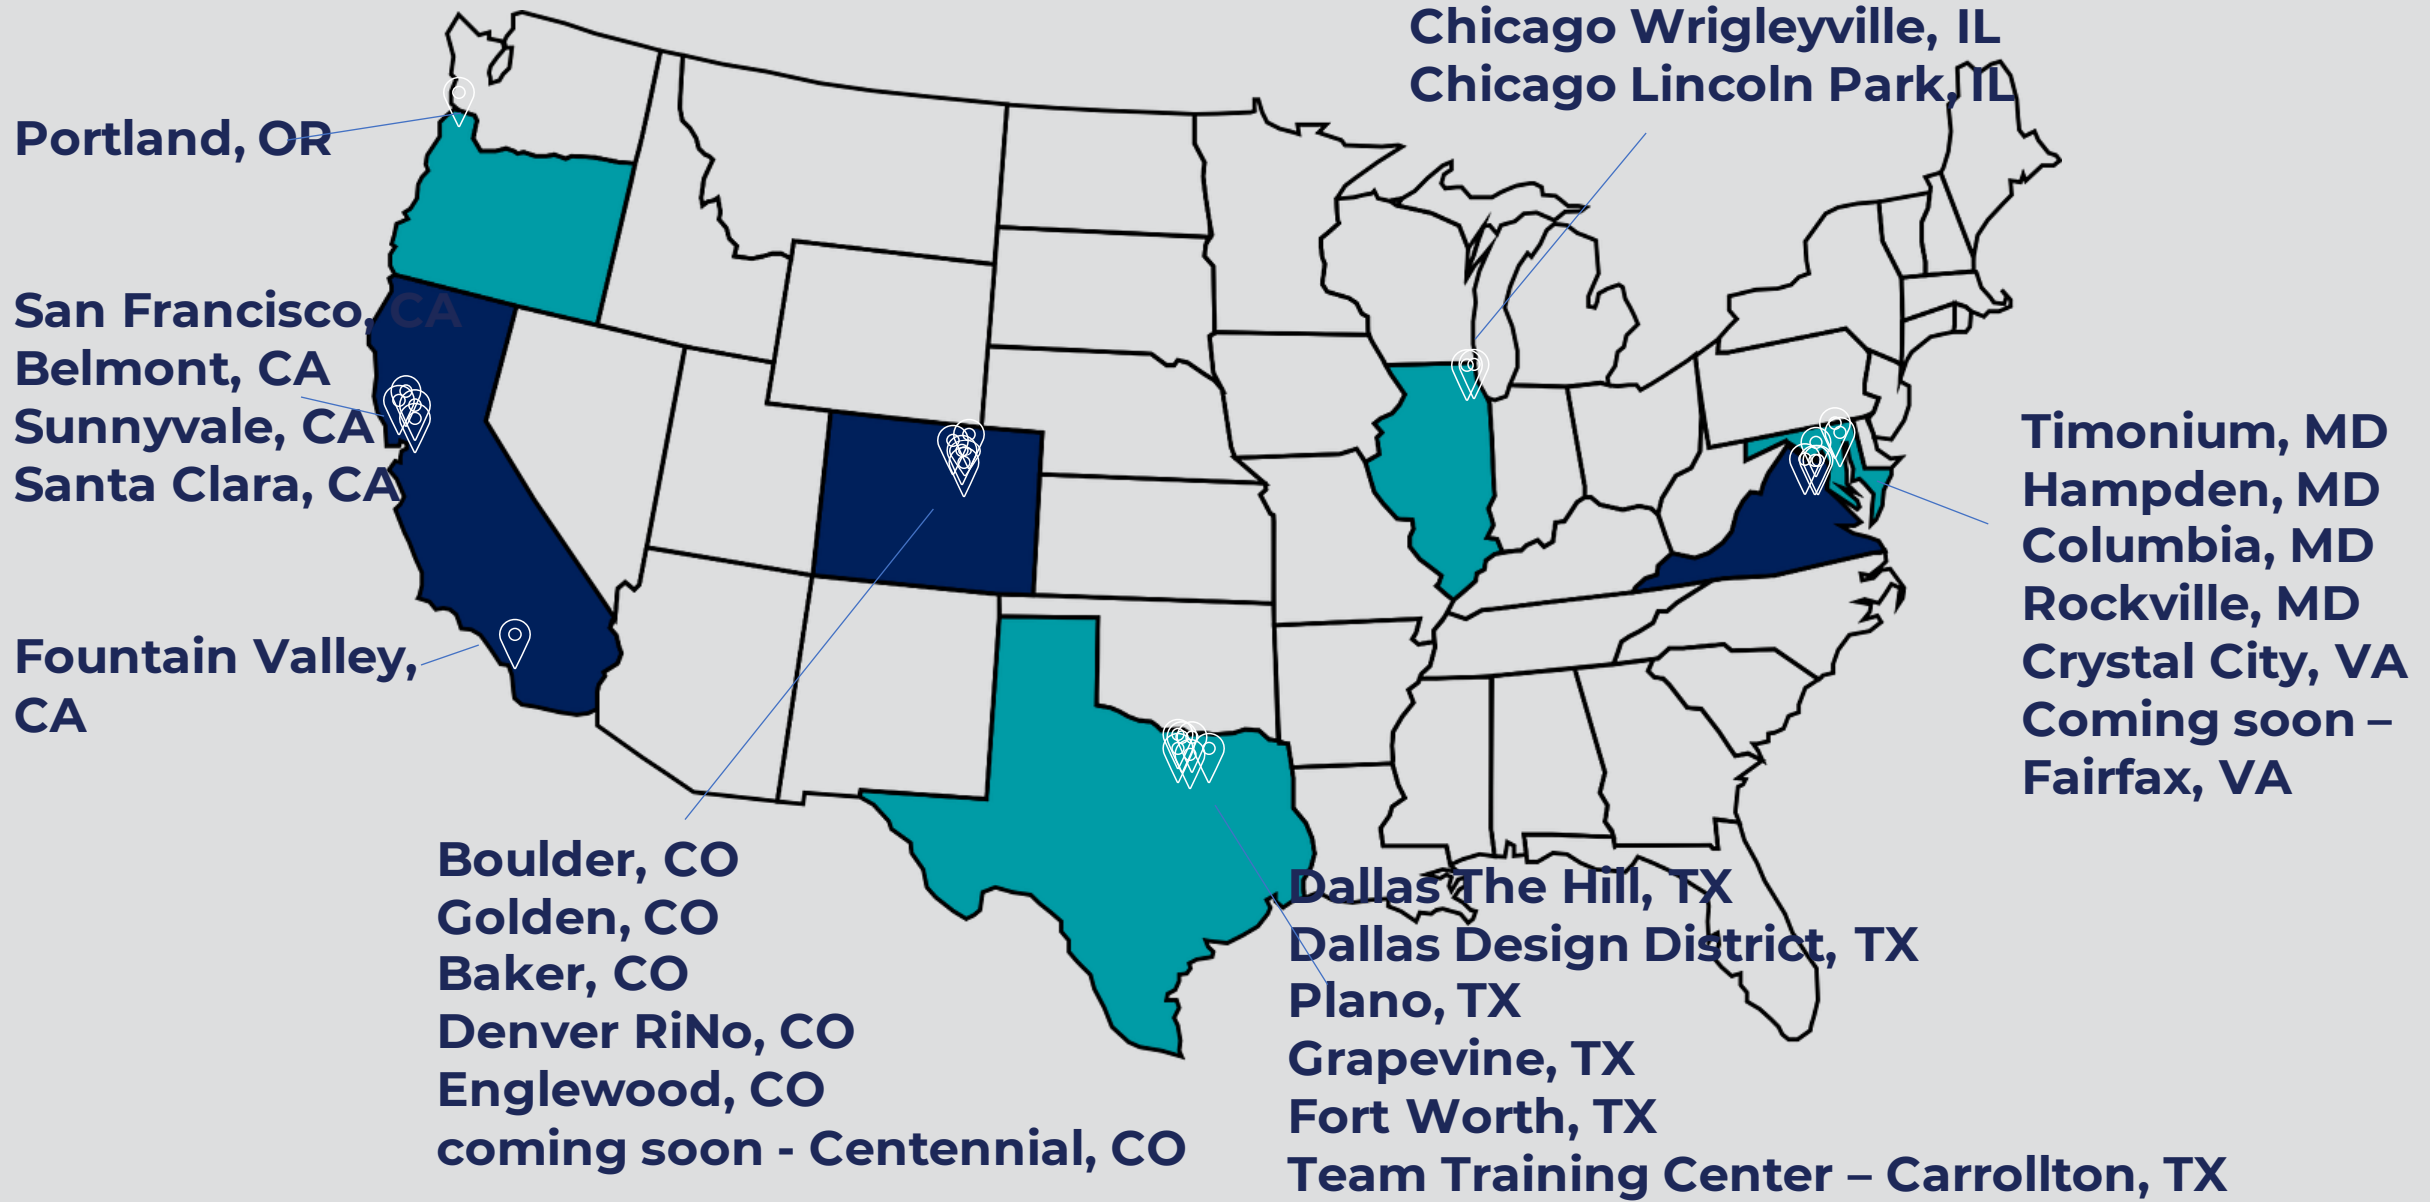 Chicago Wrigleyville, IL
Chicago Lincoln Park, IL
Portland, OR
San Francisco, CA
Belmont, CA
Sunnyvale, CA
Santa Clara, CA
Fountain Valley,
CA
Timonium, MD
Hampden, MD
Columbia, MD
Rockville, MD
Crystal City, VA
Coming soon –
Fairfax, VA
Boulder, CO
Golden, CO
Baker, CO
Denver RiNo, CO
Englewood, CO
coming soon - Centennial, CO
Dallas The Hill, TX
Dallas Design District, TX
Plano, TX
Grapevine, TX
Fort Worth, TX
Team Training Center – Carrollton, TX